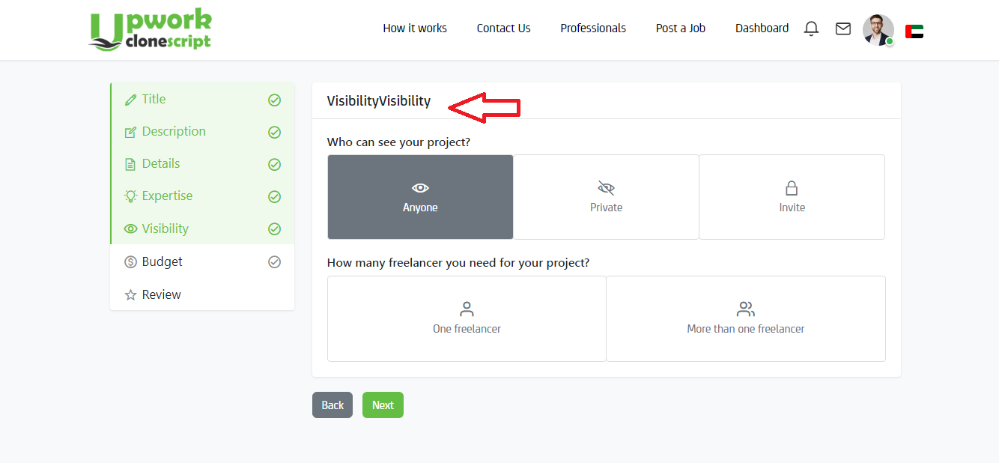 Upwork
clonescript
How it works
Contact Us
Professionals
Post a Job
Dashboard
Title
Description
Details
Expertise
Visibility
Budget
Review
VisibilityVisibility
Who can see your project?
Anyone
Private
Invite
How many freelancer you need for your project?
One freelancer
More than one freelancer
Back
Next